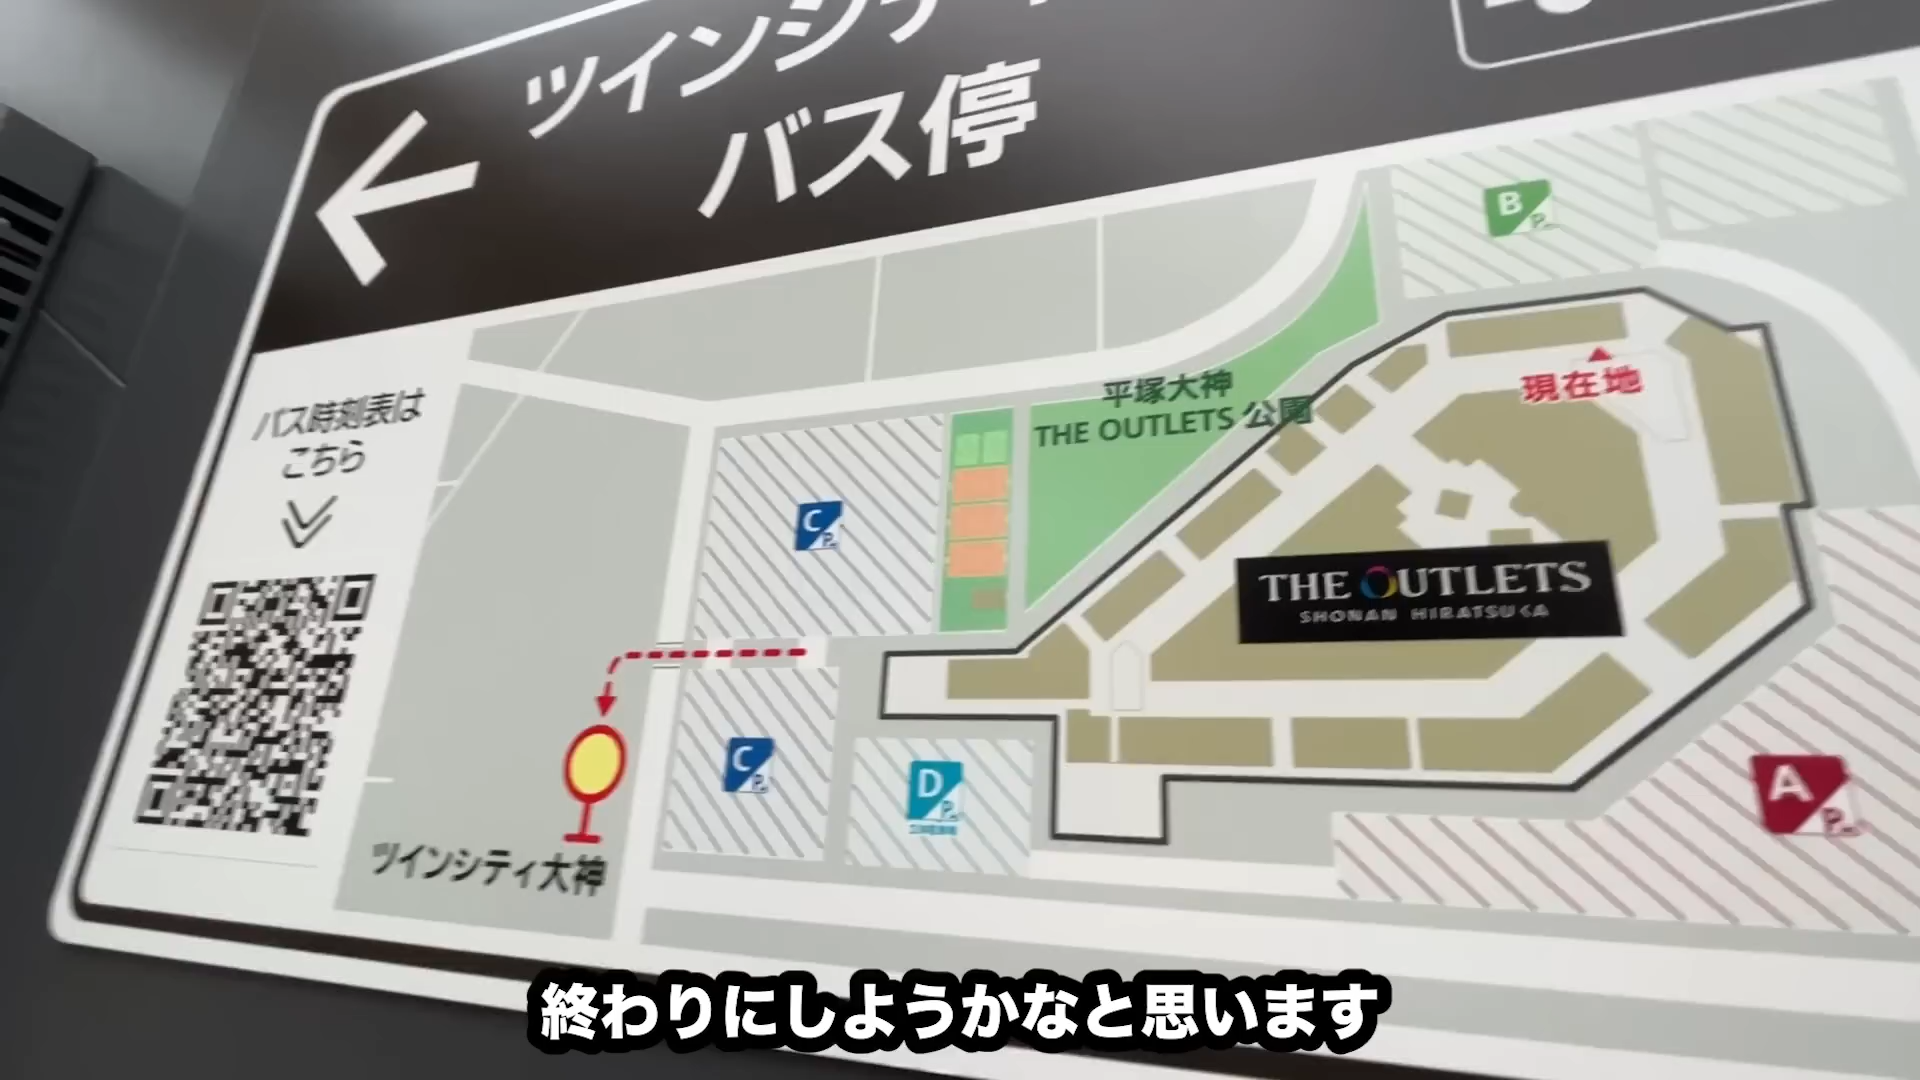 ツインシティ
バス停
B P
バス時刻表は
こちら
平塚大神
THE OUTLETS 公園
現在地
C P
THE OUTLETS
SHONAN HIRATSUKA
C P
D P
A P
ツインシティ大神
終わりにしようかなと思います